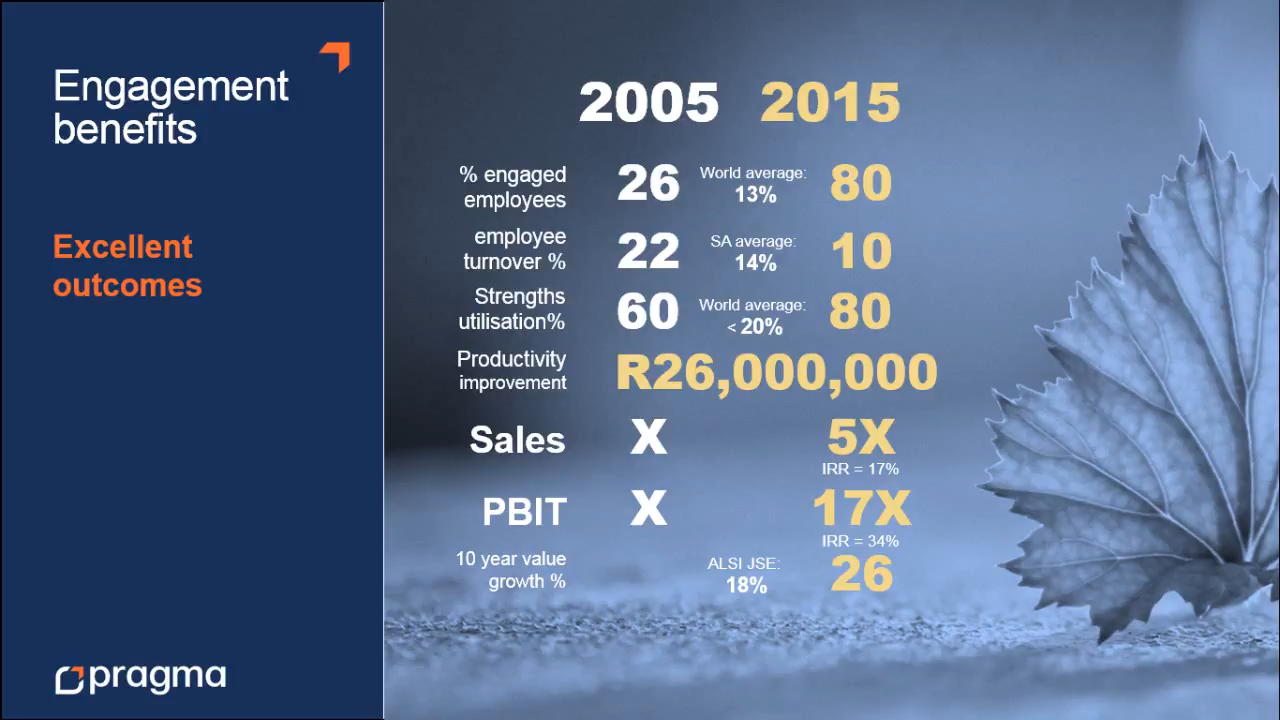 Engagement
benefits
Excellent
outcomes
2005 2015
% engaged
employees
26
World average:
13%
80
employee
turnover %
22
SA average:
14%
10
Strengths
utilisation%
60
World average:
< 20%
80
Productivity
improvement
R26,000,000
Sales
X
5X
IRR = 17%
PBIT
X
17X
IRR = 34%
10 year value
growth %
ALSI JSE:
18%
26
pragma